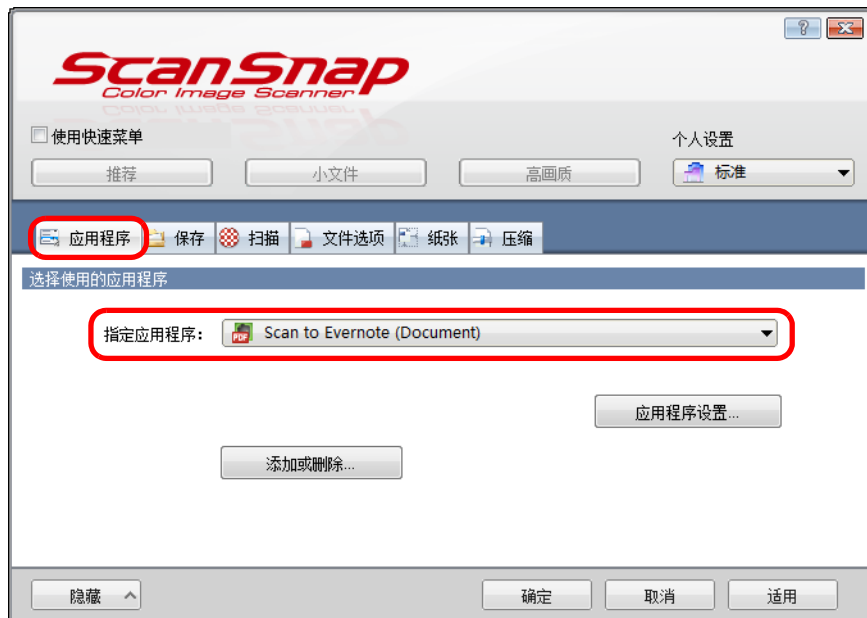 ScanSnap
Color Image Scanner
使用快速菜单
个人设置
推荐 小文件 高画质 标准
应用程序 保存 扫描 文件选项 纸张 压缩
选择使用的应用程序
指定应用程序： Scan to Evernote (Document)
应用程序设置...
添加或删除...
隐藏 确定 取消 适用